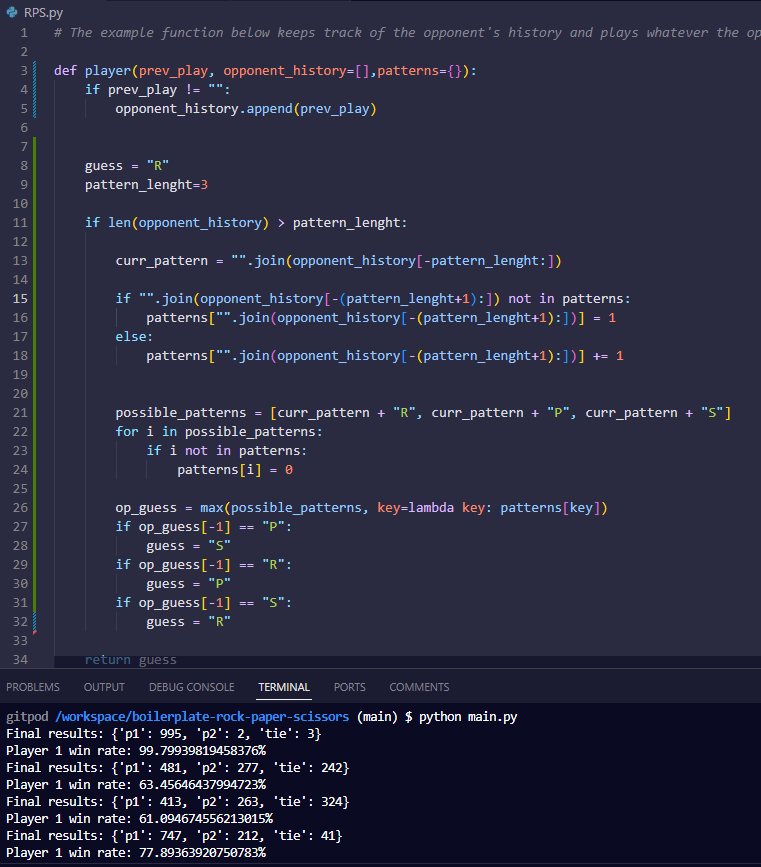 RPS.py
1 # The example function below keeps track of the opponent's history and plays whatever the op
2
3 def player(prev_play, opponent_history=[],patterns={}):
4 if prev_play != "":
5 opponent_history.append(prev_play)
6
7
8 guess = "R"
9 pattern_lenght=3
10
11 if len(opponent_history) > pattern_lenght:
12
13 curr_pattern = "".join(opponent_history[-pattern_lenght:])
14
15 if "".join(opponent_history[-(pattern_lenght+1):]) not in patterns:
16 patterns["".join(opponent_history[-(pattern_lenght+1):])] = 1
17 else:
18 patterns["".join(opponent_history[-(pattern_lenght+1):])] += 1
19
20
21 possible_patterns = [curr_pattern + "R", curr_pattern + "P", curr_pattern + "S"]
22 for i in possible_patterns:
23 if i not in patterns:
24 patterns[i] = 0
25
26 op_guess = max(possible_patterns, key=lambda key: patterns[key])
27 if op_guess[-1] == "P":
28 guess = "S"
29 if op_guess[-1] == "R":
30 guess = "P"
31 if op_guess[-1] == "S":
32 guess = "R"
33
34 return guess
PROBLEMS OUTPUT DEBUG CONSOLE TERMINAL PORTS COMMENTS
gitpod /workspace/boilerplate-rock-paper-scissors (main) $ python main.py
Final results: {'p1': 995, 'p2': 2, 'tie': 3}
Player 1 win rate: 99.79939819458376%
Final results: {'p1': 481, 'p2': 277, 'tie': 242}
Player 1 win rate: 63.45646437994723%
Final results: {'p1': 413, 'p2': 263, 'tie': 324}
Player 1 win rate: 61.094674556213015%
Final results: {'p1': 747, 'p2': 212, 'tie': 41}
Player 1 win rate: 77.89363920750783%